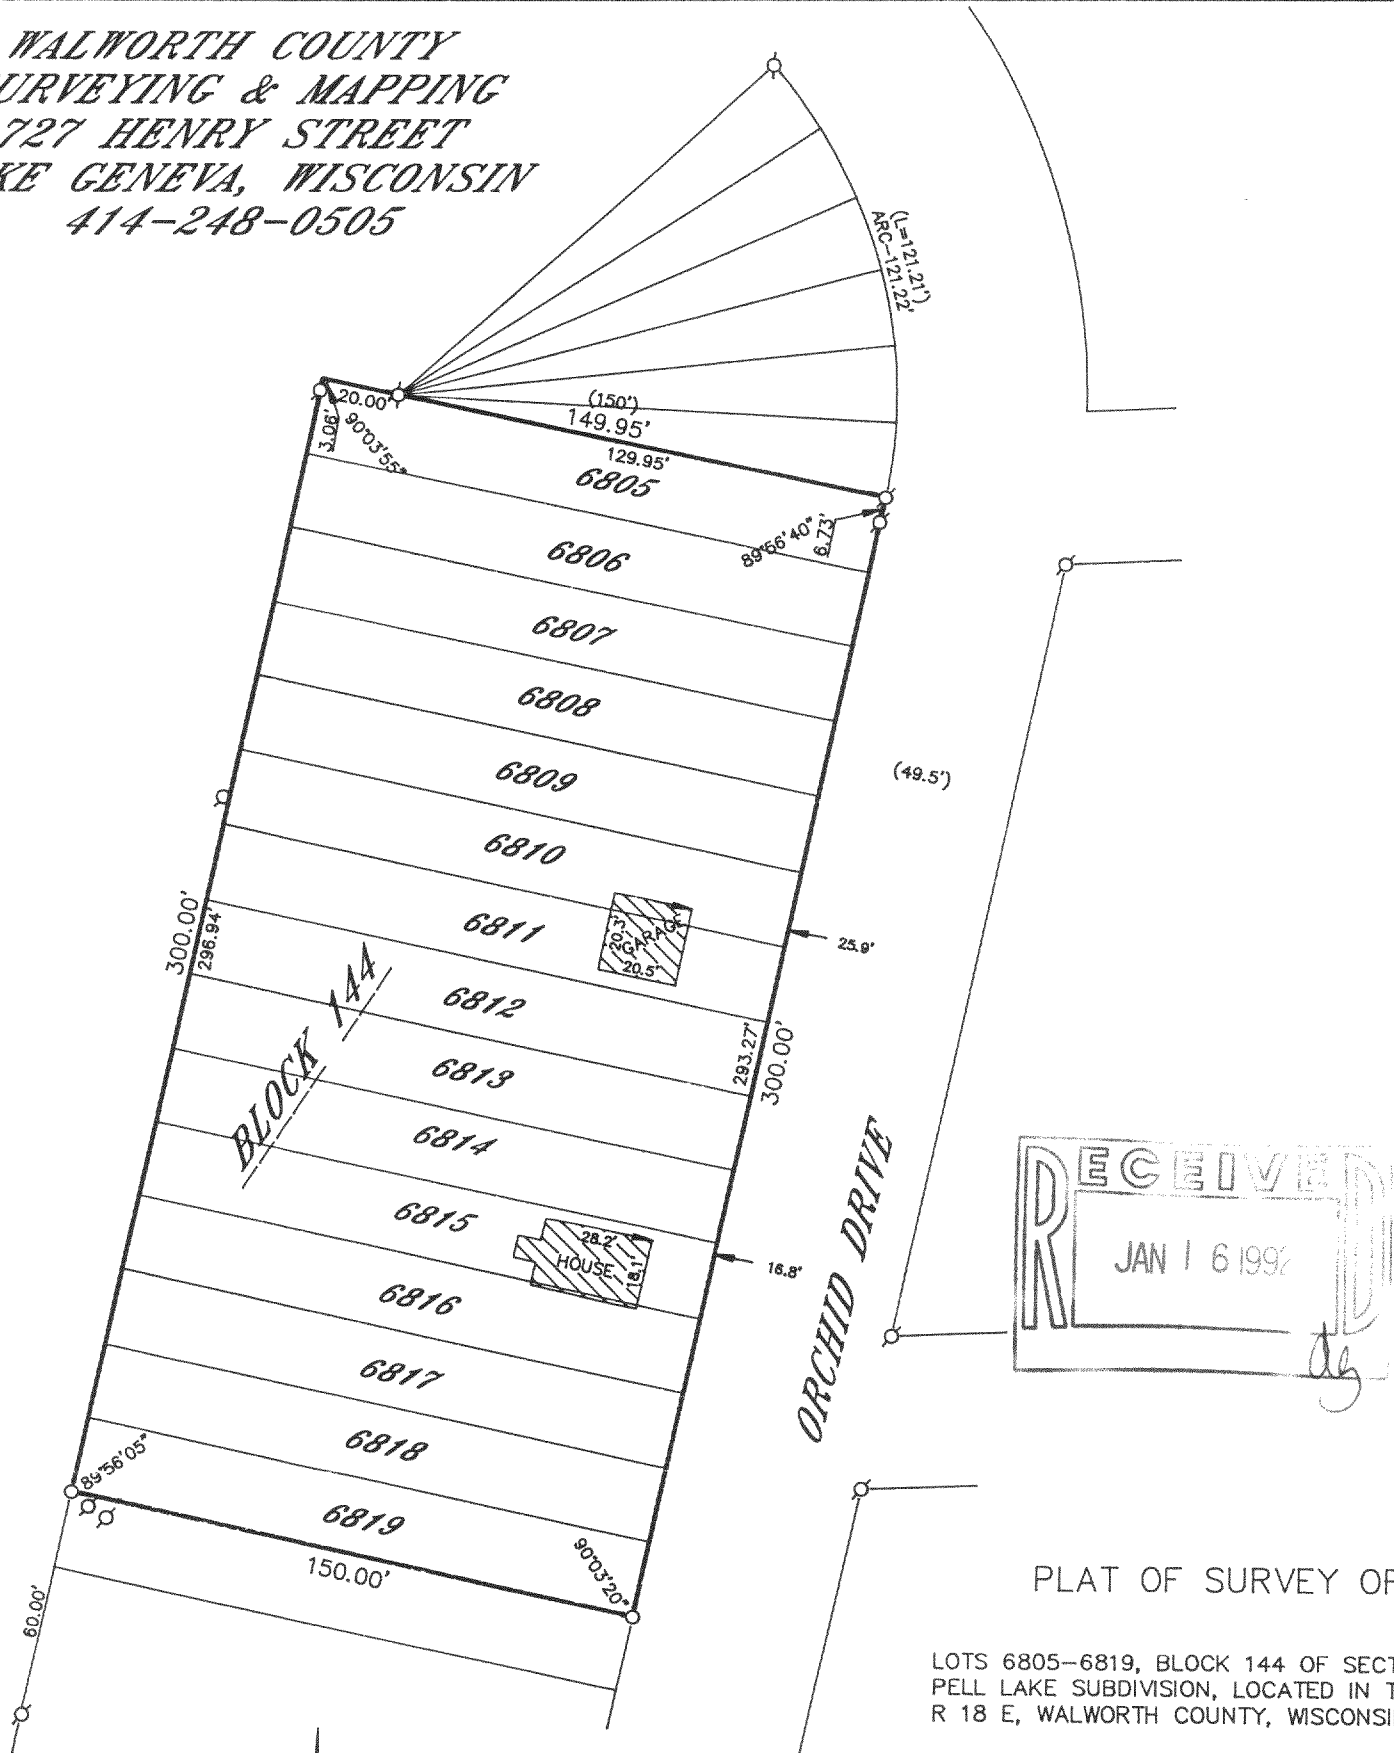 WALWORTH COUNTY
URVEYING & MAPPING
727 HENRY STREET
KE GENEVA, WISCONSIN
414-248-0505
(L=121.21')
ARC-121.22'
20.00'
3.06'
90°03'55"
(150')
149.95'
129.95'
6805
89°56'40"
6.73'
6806
6807
6808
(49.5')
6809
6810
6811
20.3'
GARAGE
20.5'
25.9'
300.00'
296.94'
BLOCK 144
6812
293.27'
300.00'
6813
6814
ORCHID DRIVE
RECEIVED
JAN 16 1992
6815
28.2'
HOUSE
18.1'
16.8'
6816
6817
6818
89°56'05"
6819
150.00'
90°03'20"
60.00'
PLAT OF SURVEY OF
LOTS 6805-6819, BLOCK 144 OF SECT
PELL LAKE SUBDIVISION, LOCATED IN T
R 18 E, WALWORTH COUNTY, WISCONSI